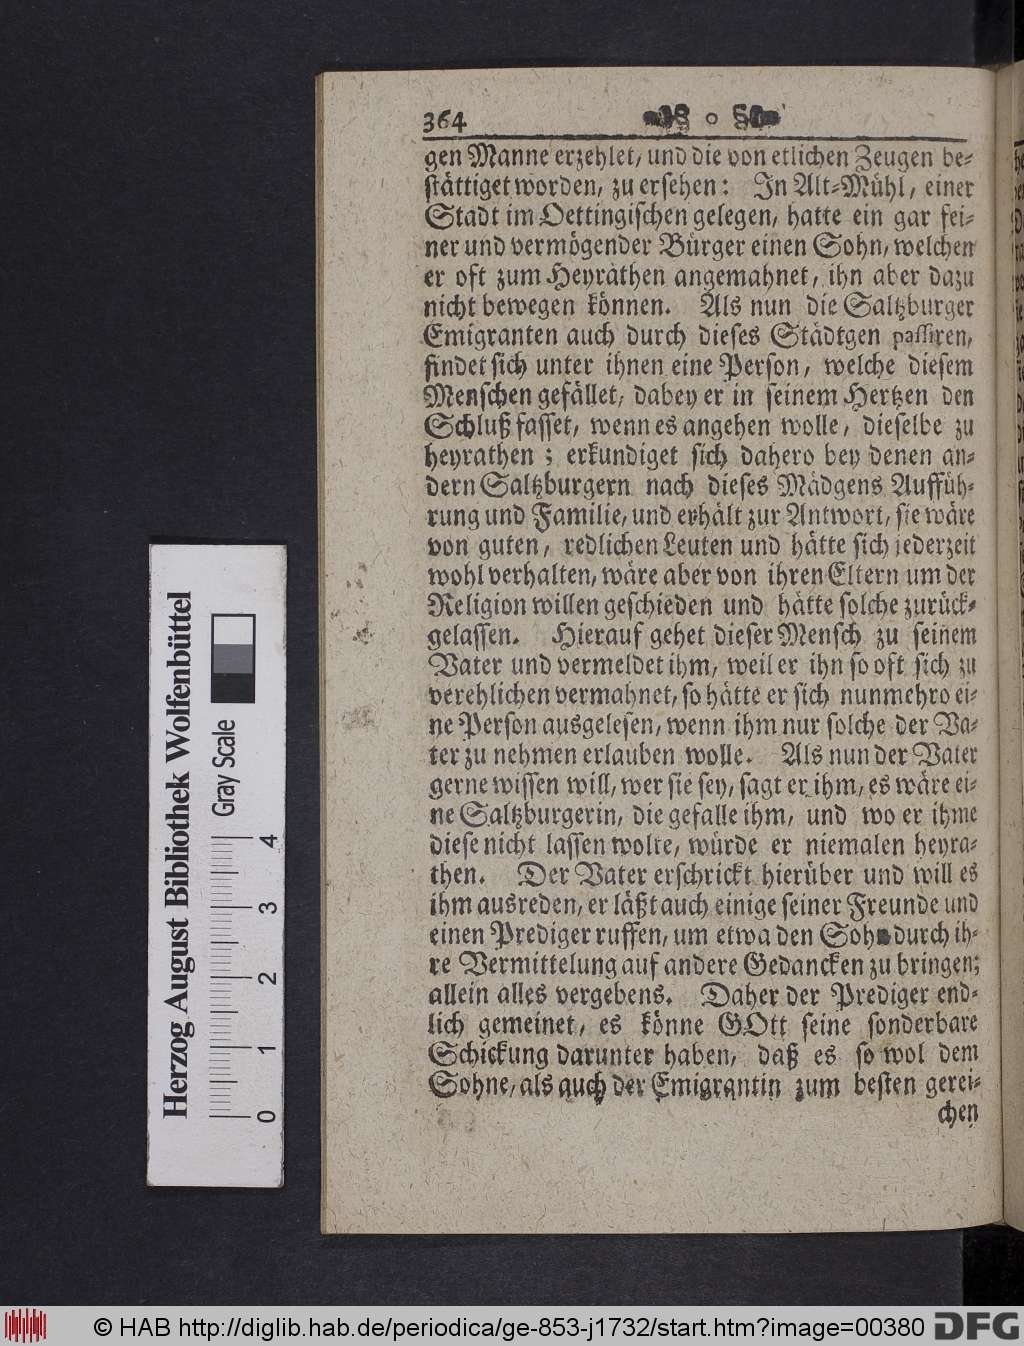 364
gen Manne erzehlet, und die von etlichen Zeugen be-
stättiget worden, zu ersehen: In Alt-Mühl, einer
Stadt im Oettingischen gelegen, hatte ein gar fei-
ner und vermögender Bürger einen Sohn, welchen
er oft zum Heyrathen angemahnet, ihn aber dazu
nicht bewegen können. Als nun die Saltzburger
Emigranten auch durch dieses Städtgen passiren,
findet sich unter ihnen eine Person, welche diesem
Menschen gefället, dabey er in seinem Hertzen den
Schluß fasset, wenn es angehen wolle, dieselbe zu
heyrathen; erkundiget sich dahero bey denen an-
dern Saltzburgern nach dieses Mädgens Auffüh-
rung und Familie, und erhält zur Antwort, sie wäre
von guten, redlichen Leuten und hätte sich jederzeit
wohl verhalten, wäre aber von ihren Eltern um der
Religion willen geschieden und hätte solche zurück-
gelassen. Hierauf gehet dieser Mensch zu seinem
Vater und vermeldet ihm, weil er ihn so oft sich zu
verehlichen vermahnet, so hätte er sich nunmehro ei-
ne Person ausgelesen, wenn ihm nur solche der Va-
ter zu nehmen erlauben wolle. Als nun der Vater
gerne wissen will, wer sie sey, sagt er ihm, es wäre ei-
ne Saltzburgerin, die gefalle ihm, und wo er ihme
diese nicht lassen wolte, würde er niemalen heyra-
then. Der Vater erschrickt hierüber und will es
ihm ausreden, er läßt auch einige seiner Freunde und
einen Prediger ruffen, um etwa den Sohn durch ih-
re Vermittelung auf andere Gedancken zu bringen;
allein alles vergebens. Daher der Prediger end-
lich gemeinet, es könne GOtt seine sonderbare
Schickung darunter haben, daß es so wol dem
Sohne, als auch der Emigrantin zum besten gerei-
chen
Herzog August Bibliothek Wolfenbüttel
Gray Scale
0 1 2 3 4
© HAB http://diglib.hab.de/periodica/ge-853-j1732/start.htm?image=00380
DFG